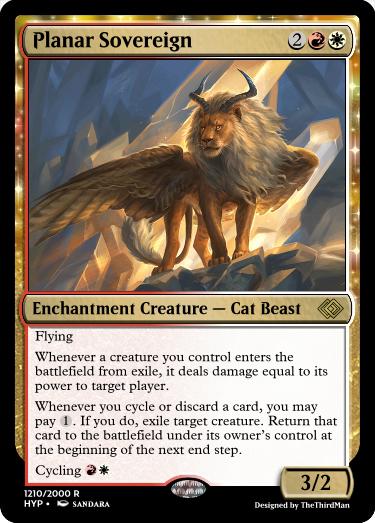 Planar Sovereign 2
Enchantment Creature — Cat Beast
Flying
Whenever a creature you control enters the
battlefield from exile, it deals damage equal to its
power to target player.
Whenever you cycle or discard a card, you may
pay 1. If you do, exile target creature. Return that
card to the battlefield under its owner's control at
the beginning of the next end step.
Cycling
3/2
1210/2000 R
HYP • SANDARA
Designed by TheThirdMan